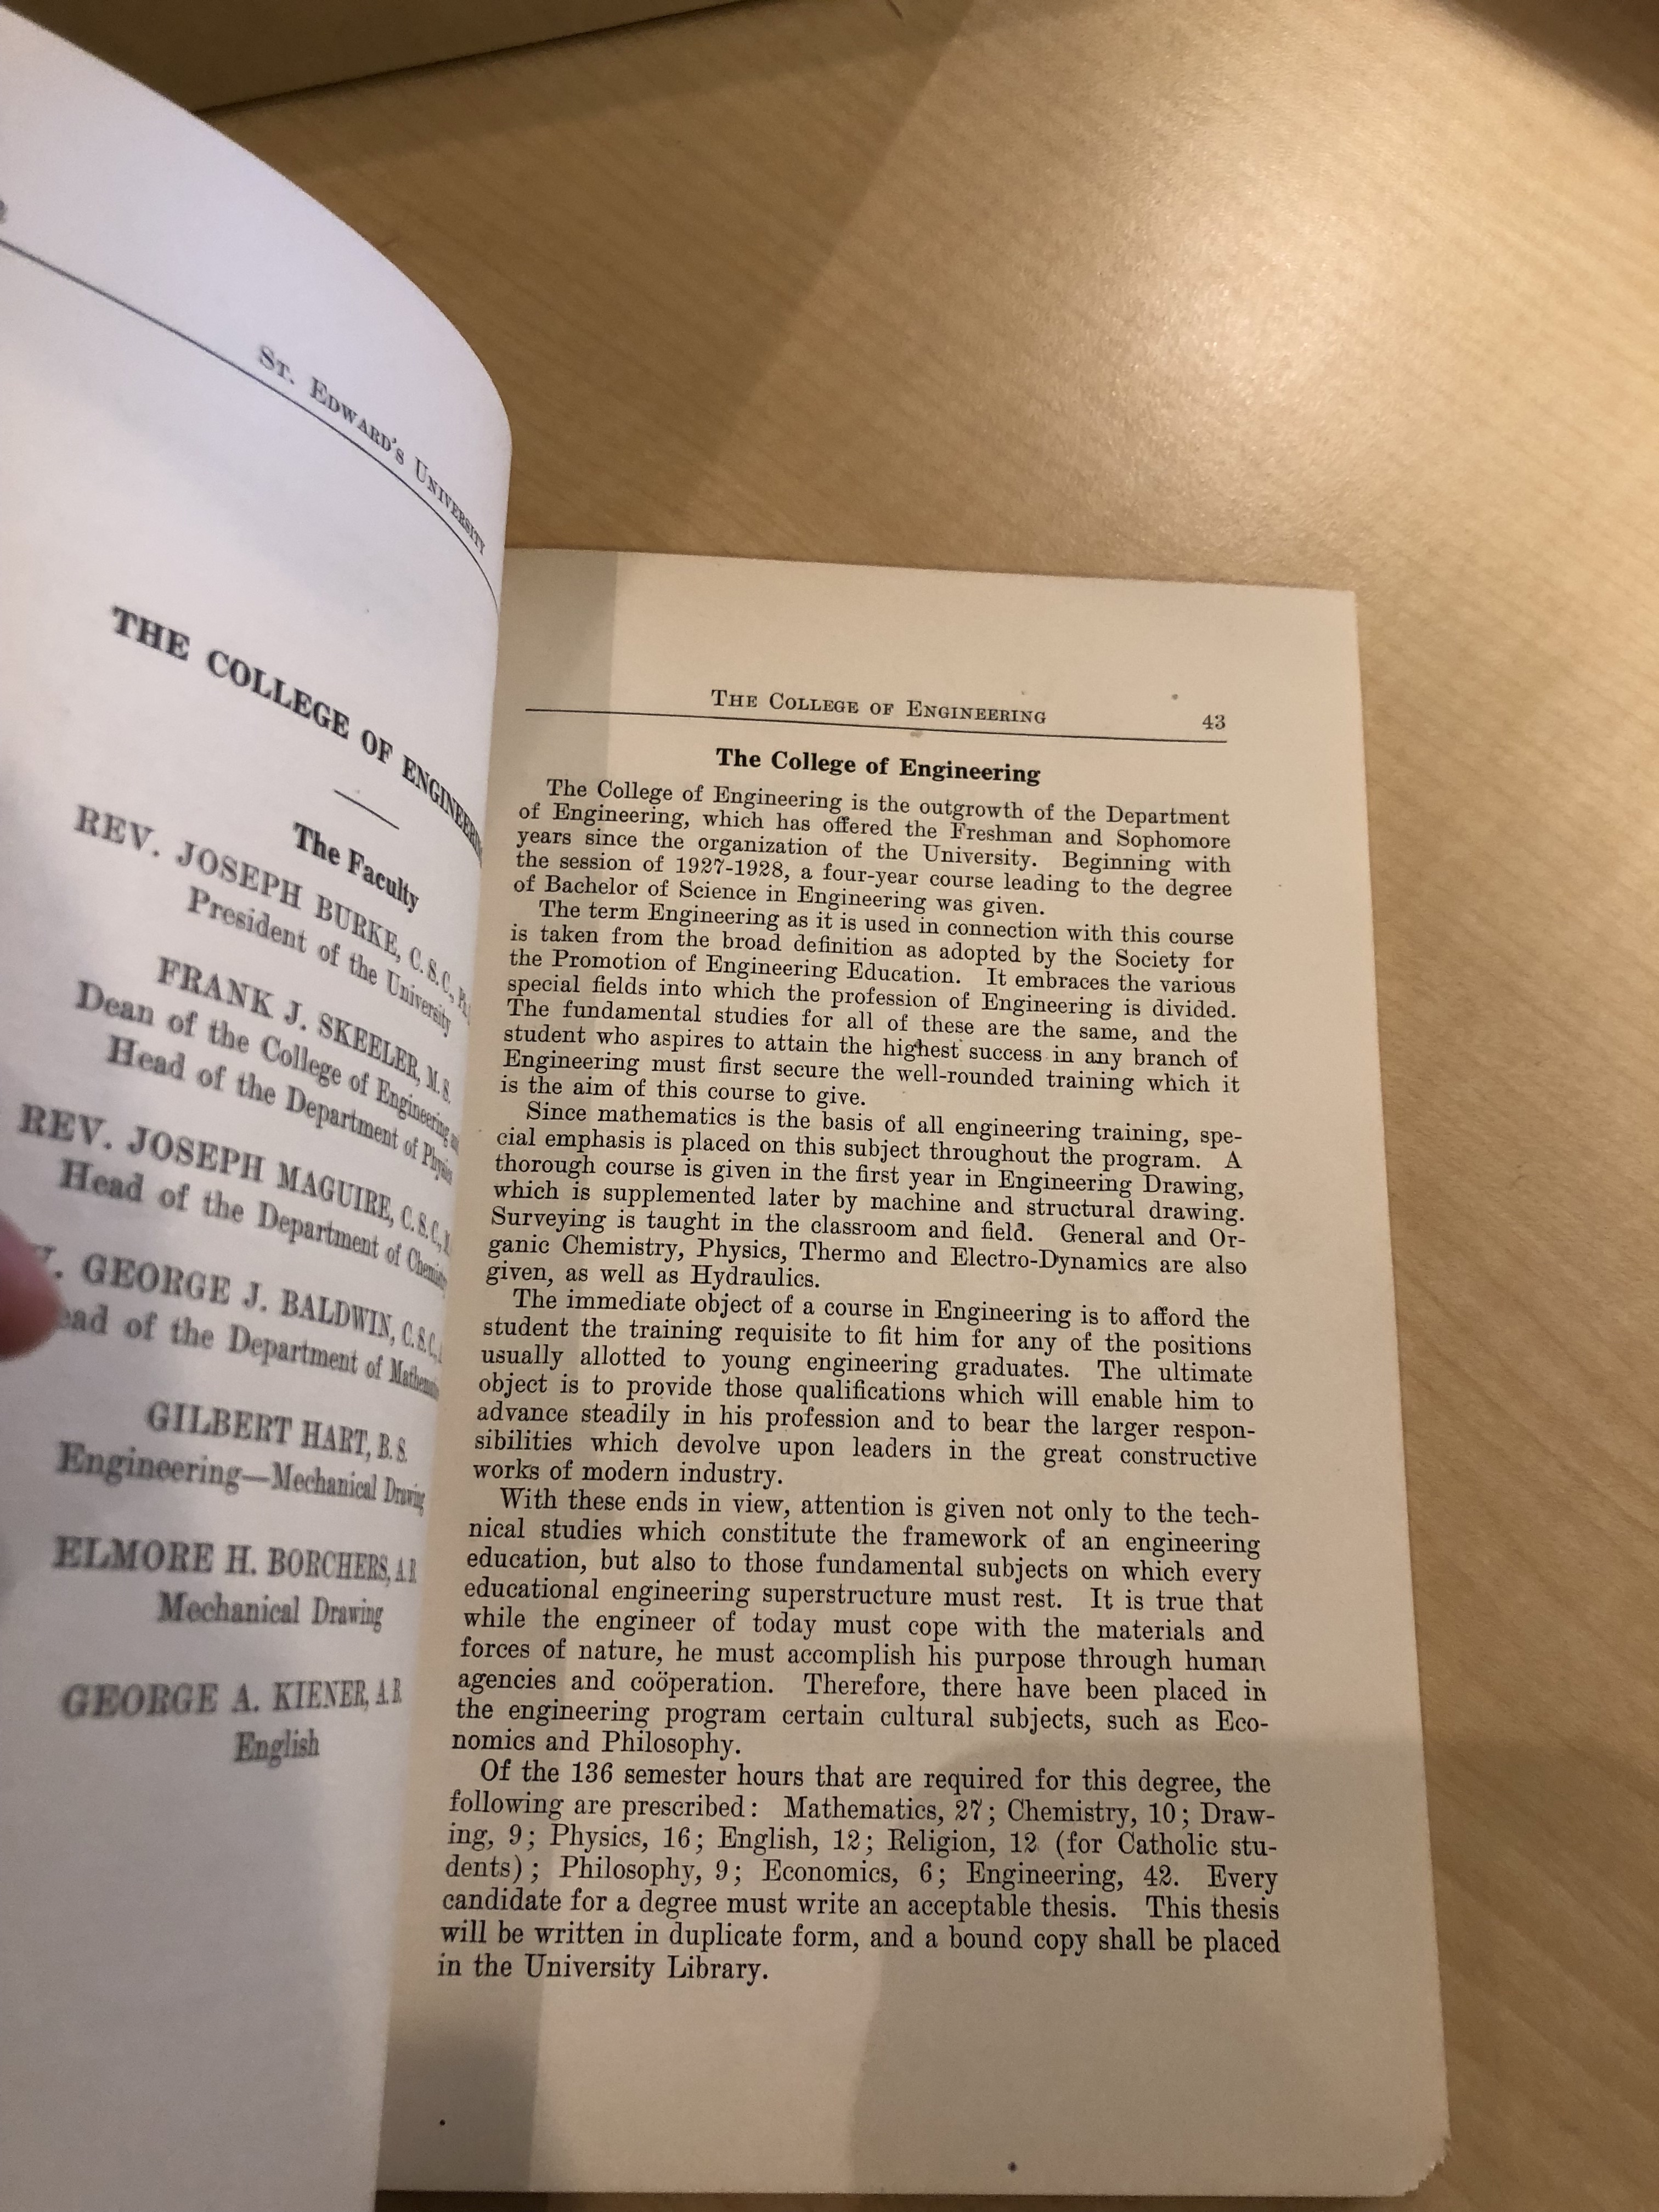 St. Edward's University
THE COLLEGE OF ENGINEERING
The Faculty
REV. JOSEPH BURKE, C. S. C.,
President of the University
FRANK J. SKEELER, M. S.
Dean of the College of Engineering
Head of the Department of Physics
REV. JOSEPH MAGUIRE, C. S. C.,
Head of the Department of Chemistry
GEORGE J. BALDWIN, C. S. C.,
Head of the Department of Mathematics
GILBERT HART, B. S.
Engineering—Mechanical Drawing
ELMORE H. BORCHERS, A. B.
Mechanical Drawing
GEORGE A. KIENER, A. B.
English
The College of Engineering 43
The College of Engineering
The College of Engineering is the outgrowth of the Department
of Engineering, which has offered the Freshman and Sophomore
years since the organization of the University. Beginning with
the session of 1927-1928, a four-year course leading to the degree
of Bachelor of Science in Engineering was given.
The term Engineering as it is used in connection with this course
is taken from the broad definition as adopted by the Society for
the Promotion of Engineering Education. It embraces the various
special fields into which the profession of Engineering is divided.
The fundamental studies for all of these are the same, and the
student who aspires to attain the highest success in any branch of
Engineering must first secure the well-rounded training which it
is the aim of this course to give.
Since mathematics is the basis of all engineering training, spe-
cial emphasis is placed on this subject throughout the program. A
thorough course is given in the first year in Engineering Drawing,
which is supplemented later by machine and structural drawing.
Surveying is taught in the classroom and field. General and Or-
ganic Chemistry, Physics, Thermo and Electro-Dynamics are also
given, as well as Hydraulics.
The immediate object of a course in Engineering is to afford the
student the training requisite to fit him for any of the positions
usually allotted to young engineering graduates. The ultimate
object is to provide those qualifications which will enable him to
advance steadily in his profession and to bear the larger respon-
sibilities which devolve upon leaders in the great constructive
works of modern industry.
With these ends in view, attention is given not only to the tech-
nical studies which constitute the framework of an engineering
education, but also to those fundamental subjects on which every
educational engineering superstructure must rest. It is true that
while the engineer of today must cope with the materials and
forces of nature, he must accomplish his purpose through human
agencies and coöperation. Therefore, there have been placed in
the engineering program certain cultural subjects, such as Eco-
nomics and Philosophy.
Of the 136 semester hours that are required for this degree, the
following are prescribed: Mathematics, 27; Chemistry, 10; Draw-
ing, 9; Physics, 16; English, 12; Religion, 12 (for Catholic stu-
dents); Philosophy, 9; Economics, 6; Engineering, 42. Every
candidate for a degree must write an acceptable thesis. This thesis
will be written in duplicate form, and a bound copy shall be placed
in the University Library.